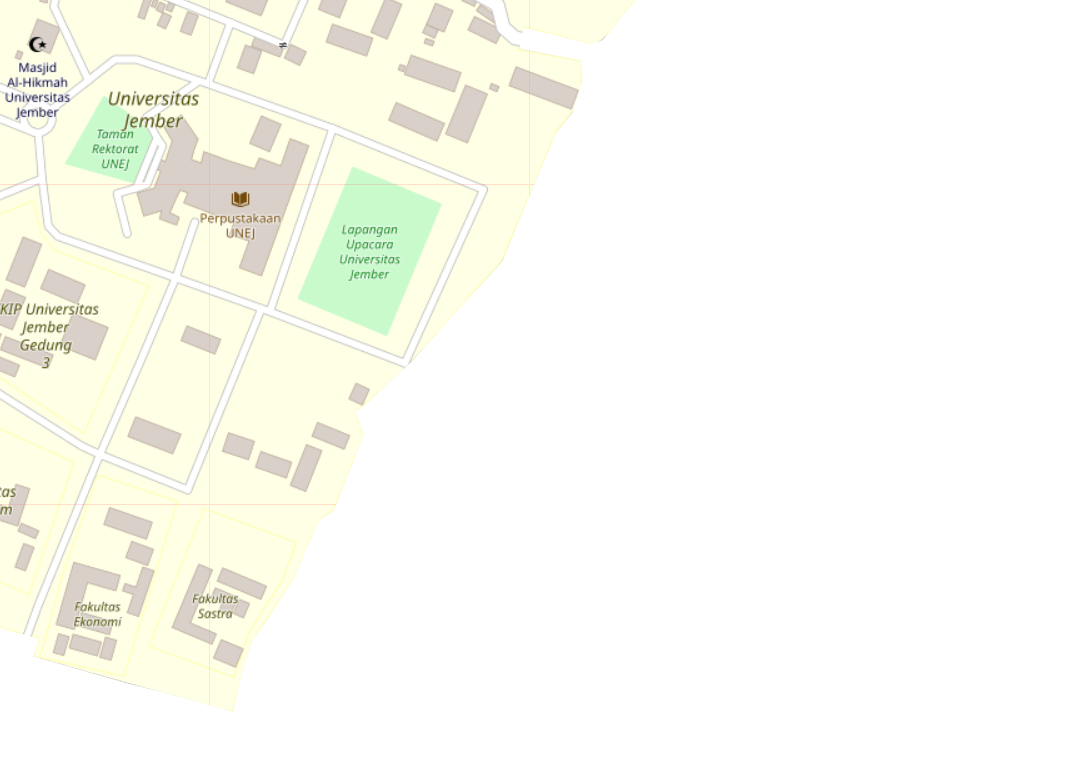 Masjid
Al-Hikmah
Universitas
Jember
Universitas
Jember
Taman
Rektorat
UNEJ
Perpustakaan
UNEJ
Lapangan
Upacara
Universitas
Jember
KIP Universitas
Jember
Gedung
3
Fakultas
Ekonomi
Fakultas
Sastra